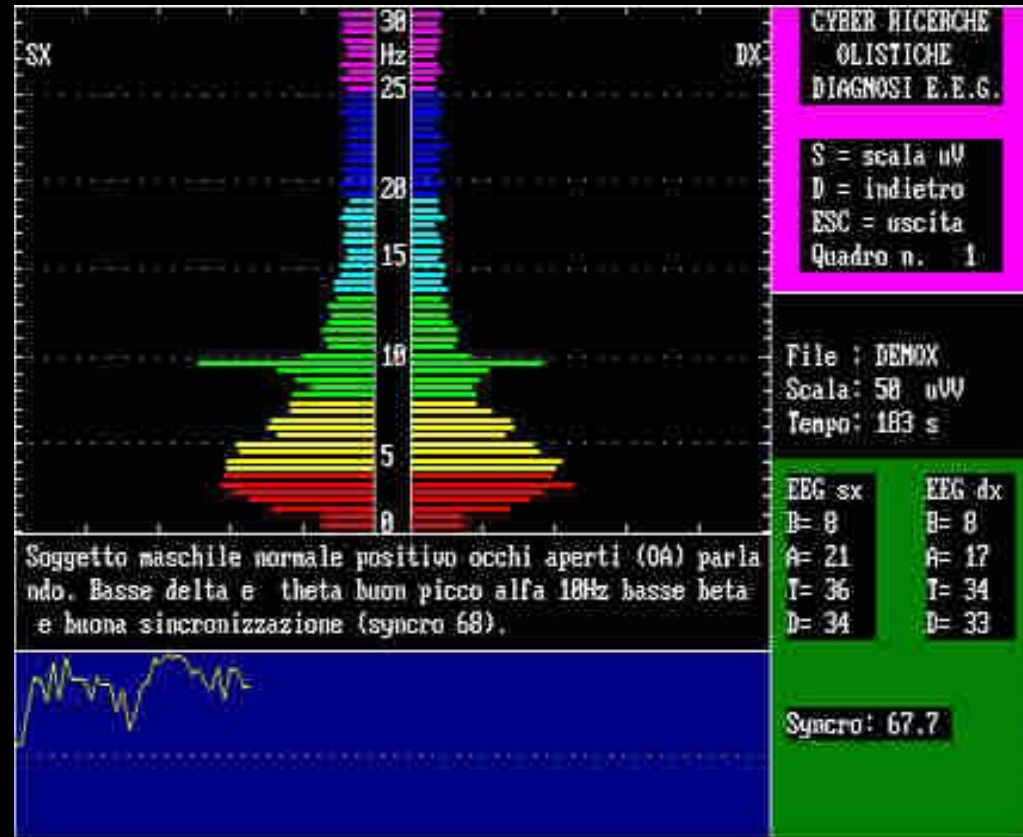 SX
30
Hz
25
20
15
10
5
0
DX
CYBER RICERCHE
OLISTICHE
DIAGNOSI E.E.G.
S = scala uV
D = indietro
ESC = uscita
Quadro n. 1
File : DEMOX
Scala: 50 uVV
Tempo: 183 s
EEG sx
B= 8
A= 21
T= 36
D= 34
EEG dx
B= 8
A= 17
T= 34
D= 33
Syncro: 67.7
Soggetto maschile normale positivo occhi aperti (OA) parla
ndo. Basse delta e theta buon picco alfa 10Hz basse beta
e buona sincronizzazione (syncro 68).